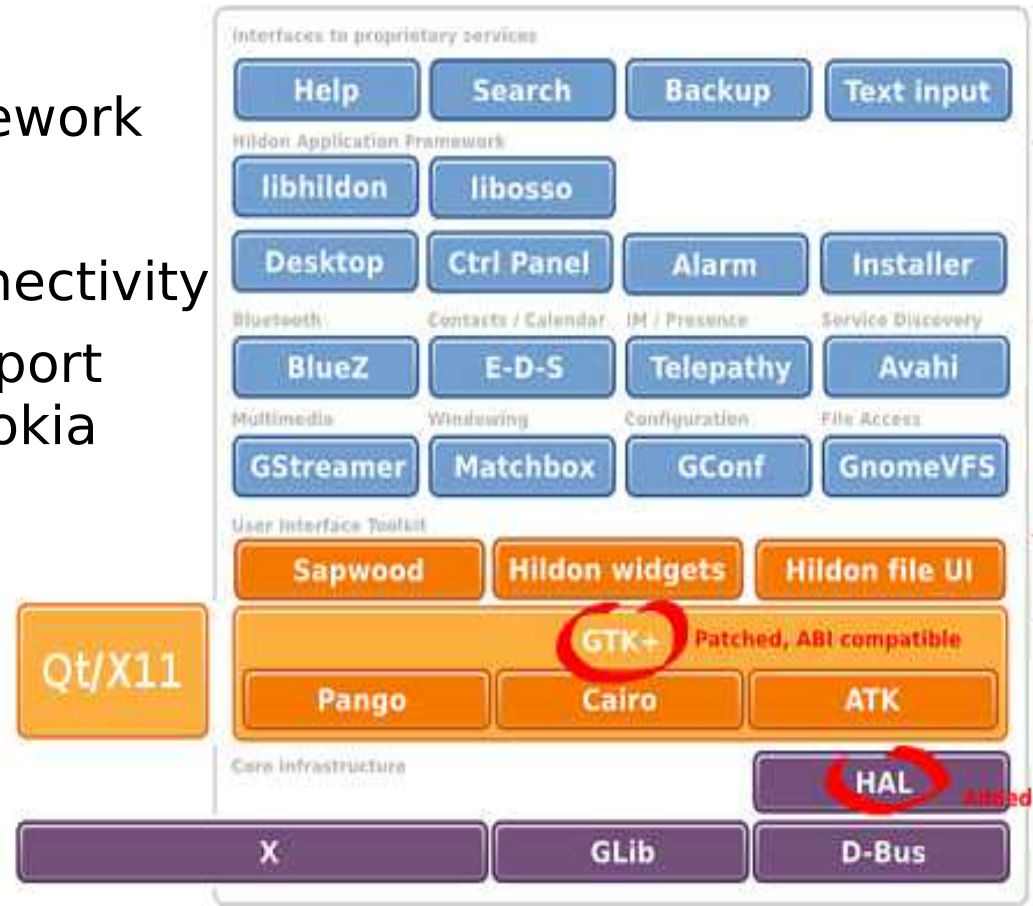 ework
nectivity
port
okia
Interfaces to proprietary services
Help Search Backup Text input
Hildon Application Framework
libhildon libosso
Desktop Ctrl Panel Alarm Installer
Bluetooth Contacts / Calendar IM / Presence Service Discovery
BlueZ E-D-S Telepathy Avahi
Multimedia Windowing Configuration File Access
GStreamer Matchbox GConf GnomeVFS
User Interface Toolkit
Sapwood Hildon widgets Hildon file UI
Qt/X11
GTK+ Patched, ABI compatible
Pango Cairo ATK
Core Infrastructure
HAL Added
X GLib D-Bus